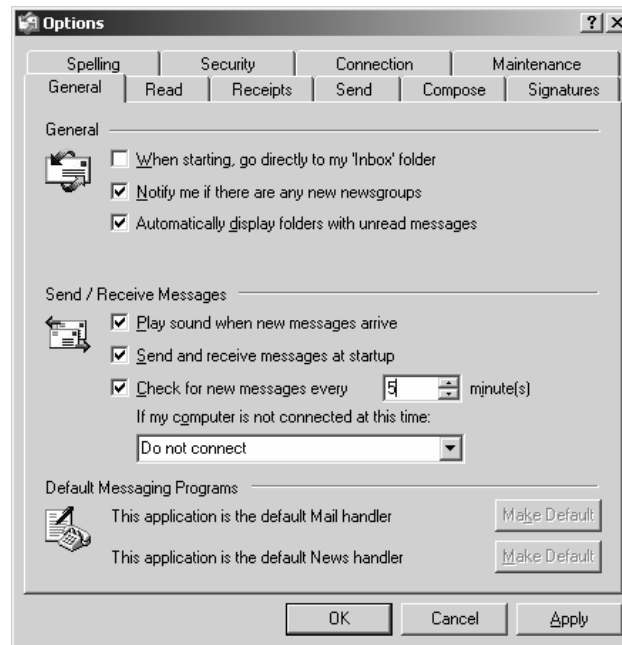 Options
Spelling Security Connection Maintenance
General Read Receipts Send Compose Signatures
General
When starting, go directly to my 'Inbox' folder
Notify me if there are any new newsgroups
Automatically display folders with unread messages
Send / Receive Messages
Play sound when new messages arrive
Send and receive messages at startup
Check for new messages every 5 minute(s)
If my computer is not connected at this time:
Do not connect
Default Messaging Programs
This application is the default Mail handler Make Default
This application is the default News handler Make Default
OK Cancel Apply